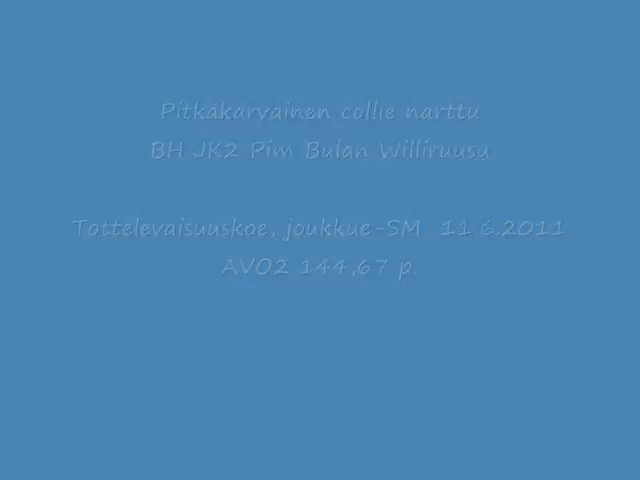 Pitkäkarvainen collie narttu
BH JK2 Pim Bulan Williruusu
Tottelevaisuuskoe, joukkue-SM 11.6.2011
AVO2 144,67 p.